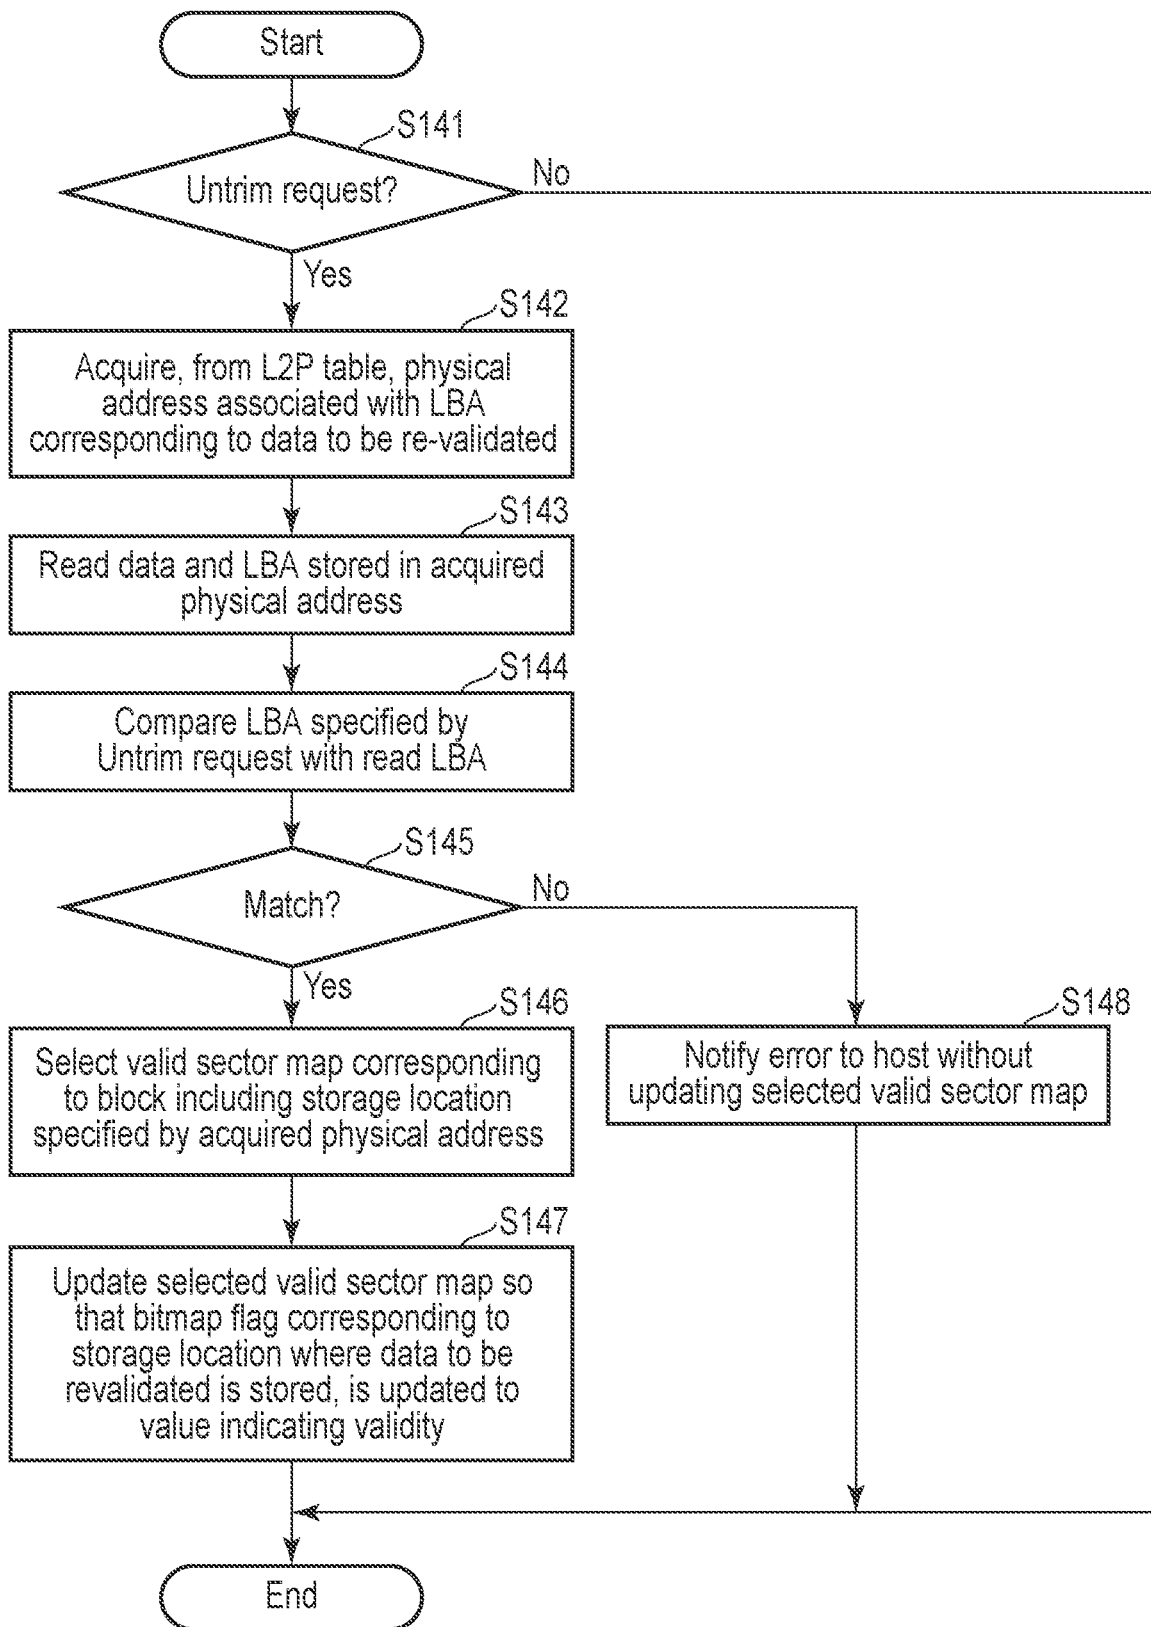 Start
S141
Untrim request?
No
Yes
S142
Acquire, from L2P table, physical
address associated with LBA
corresponding to data to be re-validated
S143
Read data and LBA stored in acquired
physical address
S144
Compare LBA specified by
Untrim request with read LBA
S145
Match?
No
Yes
S146
Select valid sector map corresponding
to block including storage location
specified by acquired physical address
S148
Notify error to host without
updating selected valid sector map
S147
Update selected valid sector map so
that bitmap flag corresponding to
storage location where data to be
revalidated is stored, is updated to
value indicating validity
End